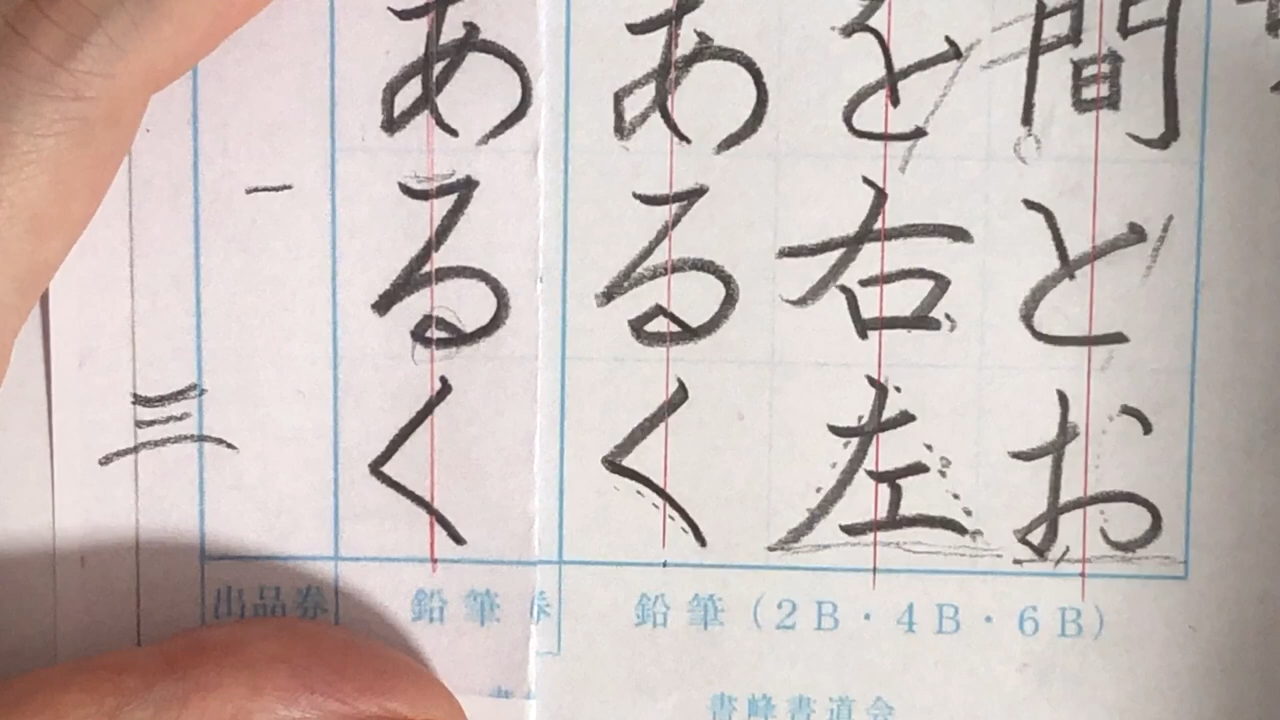 間とお
を右左
あるく
あるく
一
三
鉛筆(2B・4B・6B)
鉛筆
出品券
書峰書道会